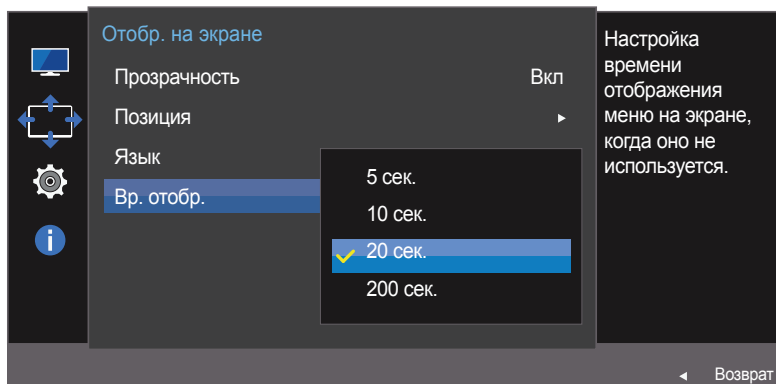 Отобр. на экране
Прозрачность Вкл
Позиция
Язык
Вр. отобр.
5 сек.
10 сек.
20 сек.
200 сек.
Настройка
времени
отображения
меню на экране,
когда оно не
используется.
Возврат